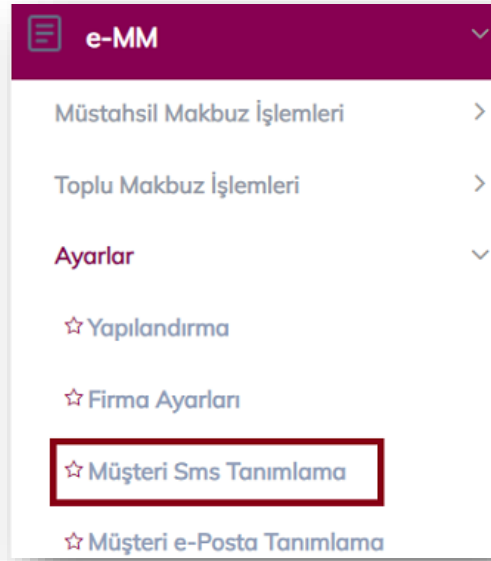 e-MM
Müstahsil Makbuz İşlemleri
Toplu Makbuz İşlemleri
Ayarlar
Yapılandırma
Firma Ayarları
Müşteri Sms Tanımlama
Müşteri e-Posta Tanımlama